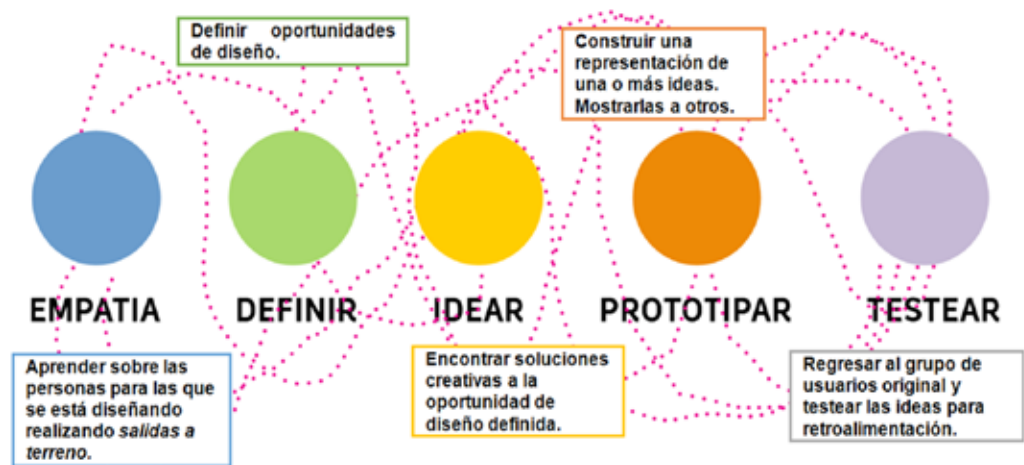 Definir oportunidades
de diseño.
Construir una
representación de
una o más ideas.
Mostrarlas a otros.
EMPATIA
DEFINIR
IDEAR
PROTOTIPAR
TESTEAR
Aprender sobre las
personas para las que
se está diseñando
realizando salidas a
terreno.
Encontrar soluciones
creativas a la
oportunidad de
diseño definida.
Regresar al grupo de
usuarios original y
testear las ideas para
retroalimentación.